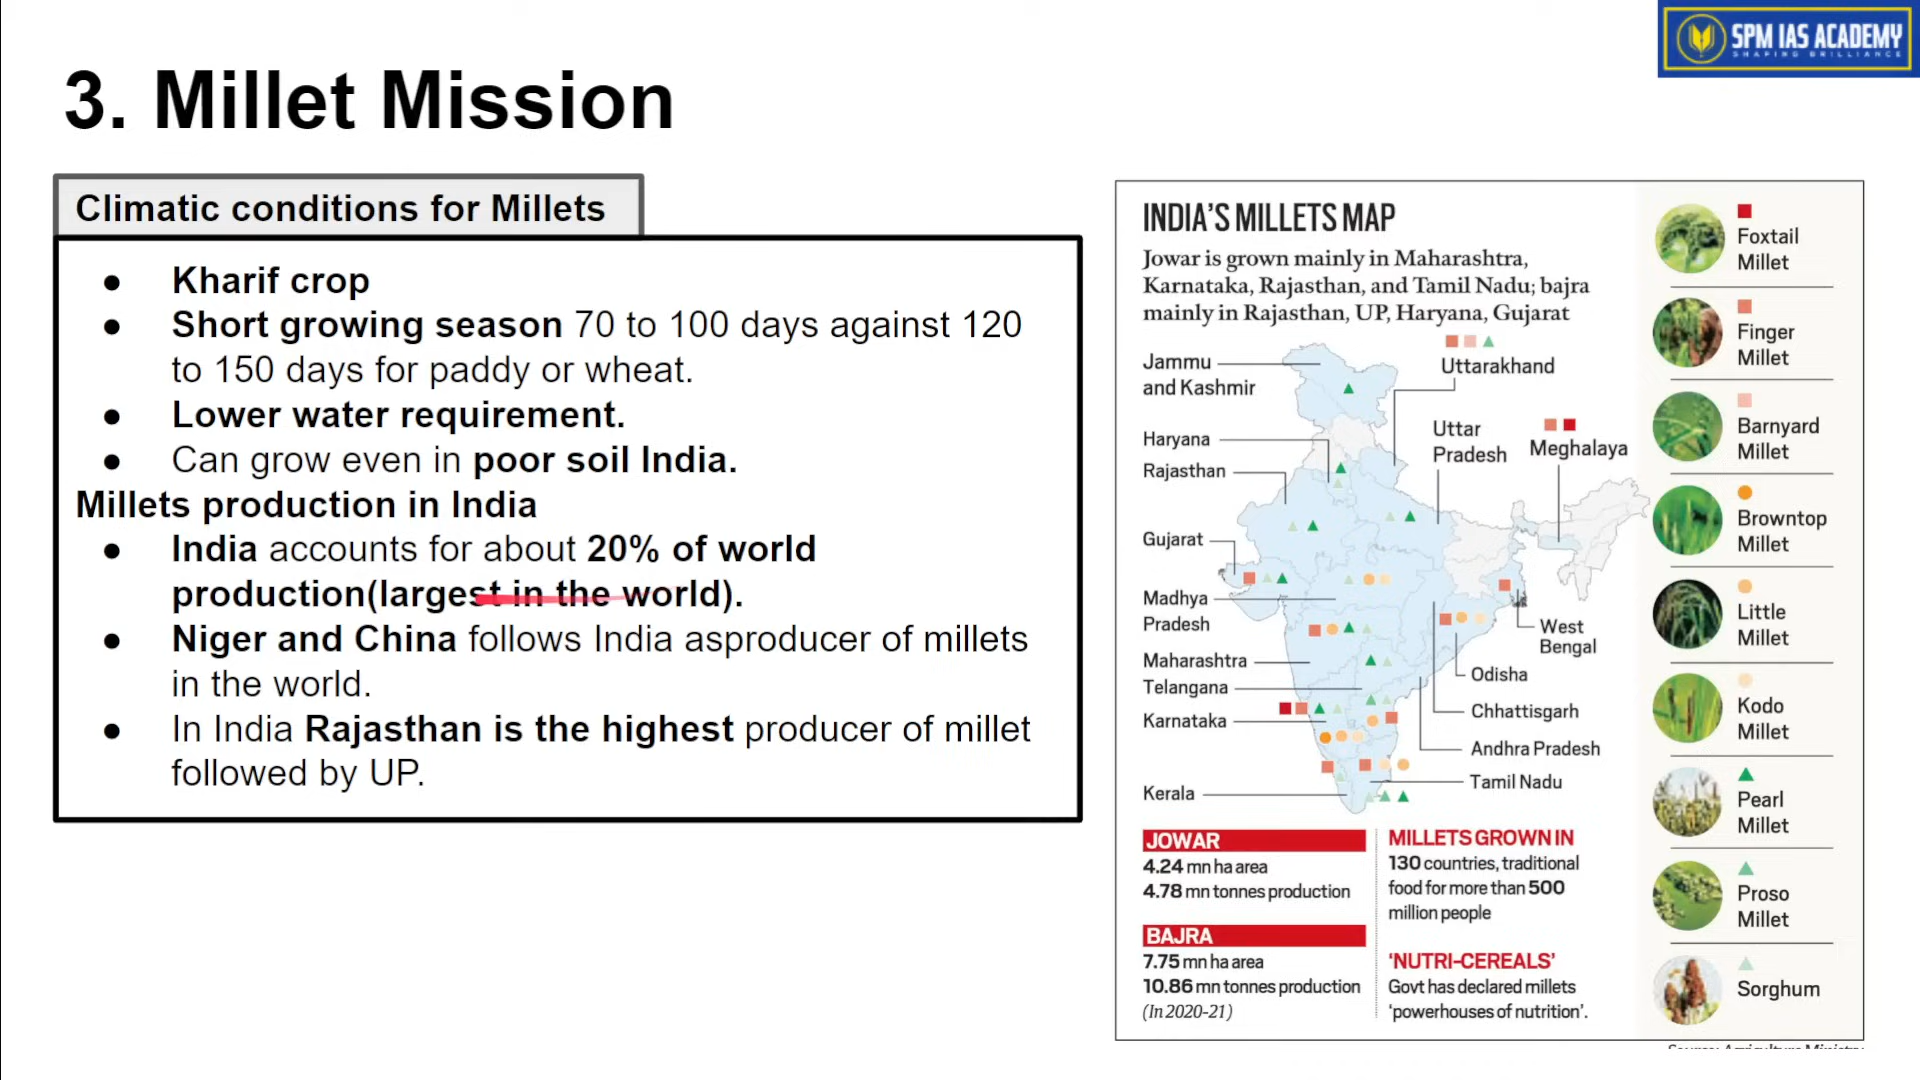 SPM IAS ACADEMY
SHAPING BRILLIANCE
3. Millet Mission
Climatic conditions for Millets
● Kharif crop
● Short growing season 70 to 100 days against 120
to 150 days for paddy or wheat.
● Lower water requirement.
● Can grow even in poor soil India.
Millets production in India
● India accounts for about 20% of world
production(largest in the world).
● Niger and China follows India asproducer of millets
in the world.
● In India Rajasthan is the highest producer of millet
followed by UP.
INDIA'S MILLETS MAP
Jowar is grown mainly in Maharashtra,
Karnataka, Rajasthan, and Tamil Nadu; bajra
mainly in Rajasthan, UP, Haryana, Gujarat
Jammu
and Kashmir
Uttarakhand
Haryana
Uttar
Pradesh
Meghalaya
Rajasthan
Gujarat
Madhya
Pradesh
West
Bengal
Maharashtra
Odisha
Telangana
Chhattisgarh
Karnataka
Andhra Pradesh
Tamil Nadu
Kerala
JOWAR
4.24 mn ha area
4.78 mn tonnes production
BAJRA
7.75 mn ha area
10.86 mn tonnes production
(In 2020-21)
MILLETS GROWN IN
130 countries, traditional
food for more than 500
million people
'NUTRI-CEREALS'
Govt has declared millets
'powerhouses of nutrition'.
Foxtail
Millet
Finger
Millet
Barnyard
Millet
Browntop
Millet
Little
Millet
Kodo
Millet
Pearl
Millet
Proso
Millet
Sorghum
Source: Agriculture Ministry